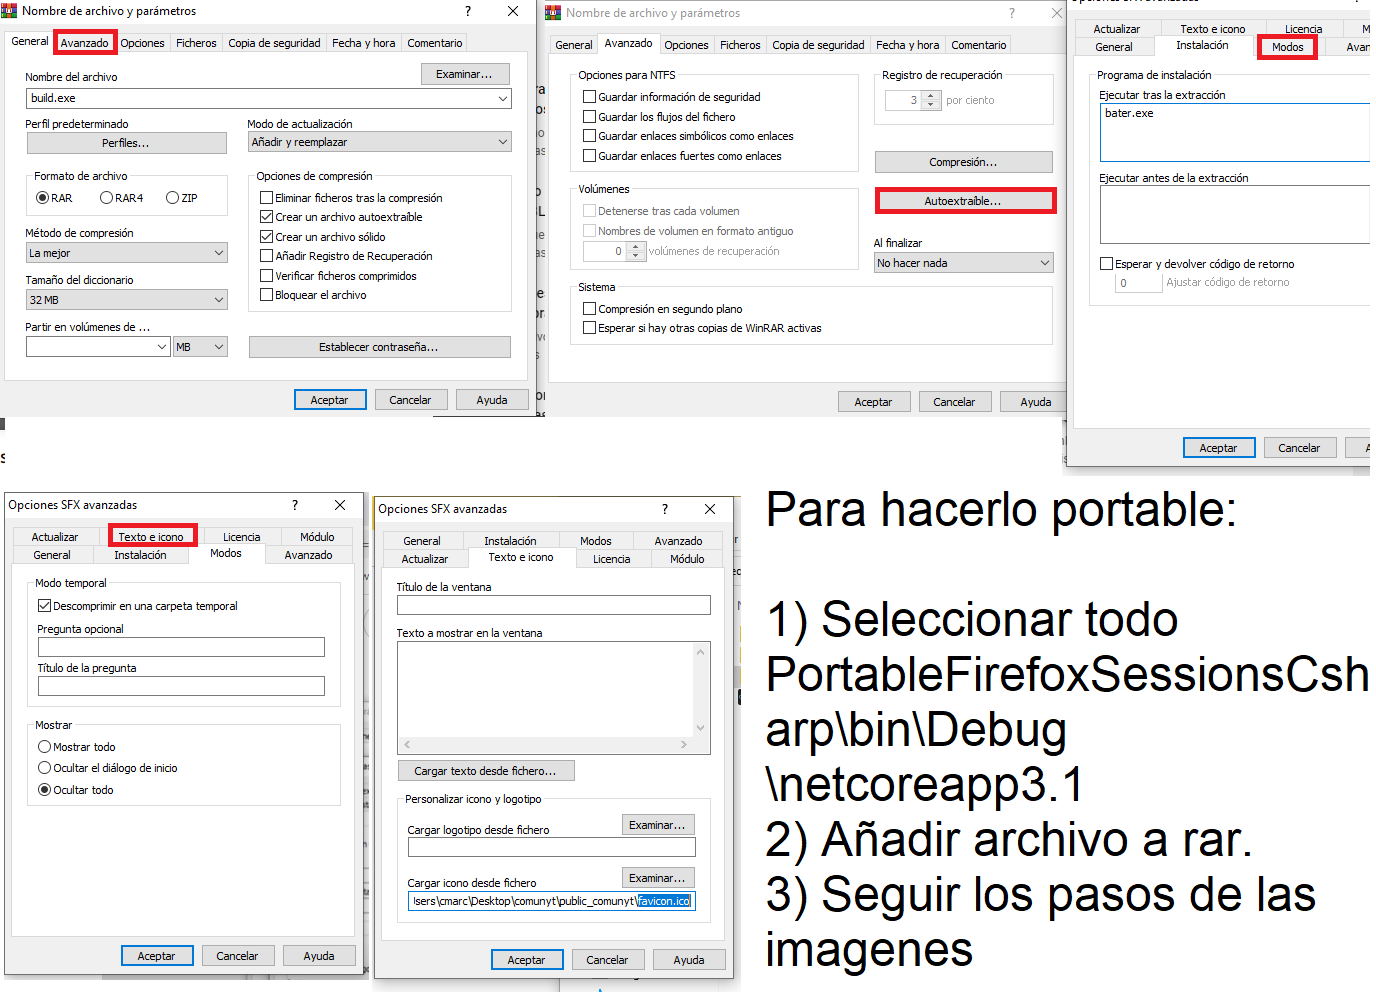 Nombre de archivo y parámetros
General Avanzado Opciones Ficheros Copia de seguridad Fecha y hora Comentario
Nombre del archivo
Examinar...
build.exe
Perfil predeterminado
Perfiles...
Modo de actualización
Añadir y reemplazar
Formato de archivo
RAR RAR4 ZIP
Método de compresión
La mejor
Tamaño del diccionario
32 MB
Partir en volúmenes de ...
MB
Opciones de compresión
Eliminar ficheros tras la compresión
Crear un archivo autoextraíble
Crear un archivo sólido
Añadir Registro de Recuperación
Verificar ficheros comprimidos
Bloquear el archivo
Establecer contraseña...
Aceptar Cancelar Ayuda
Nombre de archivo y parámetros
General Avanzado Opciones Ficheros Copia de seguridad Fecha y hora Comentario
Opciones para NTFS
Guardar información de seguridad
Guardar los flujos del fichero
Guardar enlaces simbólicos como enlaces
Guardar enlaces fuertes como enlaces
Volúmenes
Detenerse tras cada volumen
Nombres de volumen en formato antiguo
0 volúmenes de recuperación
Sistema
Compresión en segundo plano
Esperar si hay otras copias de WinRAR activas
Registro de recuperación
3 por ciento
Compresión...
Autoextraíble...
Al finalizar
No hacer nada
Aceptar Cancelar Ayuda
Opciones SFX avanzadas
Actualizar Texto e icono Licencia M
General Instalación Modos Avan
Programa de instalación
Ejecutar tras la extracción
bater.exe
Ejecutar antes de la extracción
Esperar y devolver código de retorno
0 Ajustar código de retorno
Aceptar Cancelar A
Opciones SFX avanzadas
Actualizar Texto e icono Licencia Módulo
General Instalación Modos Avanzado
Modo temporal
Descomprimir en una carpeta temporal
Pregunta opcional
Título de la pregunta
Mostrar
Mostrar todo
Ocultar el diálogo de inicio
Ocultar todo
Aceptar Cancelar Ayuda
Opciones SFX avanzadas
General Instalación Modos Avanzado
Actualizar Texto e icono Licencia Módulo
Título de la ventana
Texto a mostrar en la ventana
Cargar texto desde fichero...
Personalizar icono y logotipo
Cargar logotipo desde fichero
Examinar...
Cargar icono desde fichero
Examinar...
sers\cmarc\Desktop\comunyt\public_comunyt\favicon.ico
Aceptar Cancelar Ayuda
Para hacerlo portable:
1) Seleccionar todo
PortableFirefoxSessionsCsh
arp\bin\Debug
\netcoreapp3.1
2) Añadir archivo a rar.
3) Seguir los pasos de las
imagenes